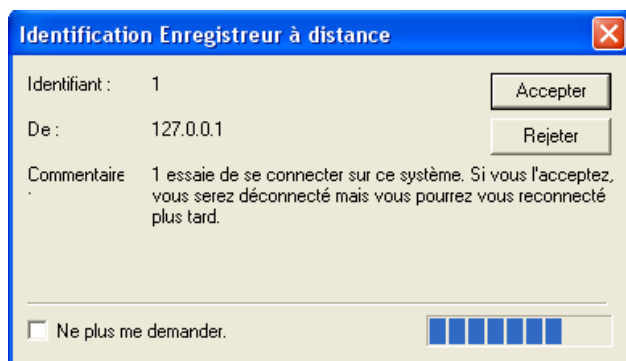 Identification Enregistreur à distance
Identifiant : 1
Accepter
De : 127.0.0.1
Rejeter
Commentaire : 1 essaie de se connecter sur ce système. Si vous l'acceptez,
vous serez déconnecté mais vous pourrez vous reconnecté
plus tard.
Ne plus me demander.